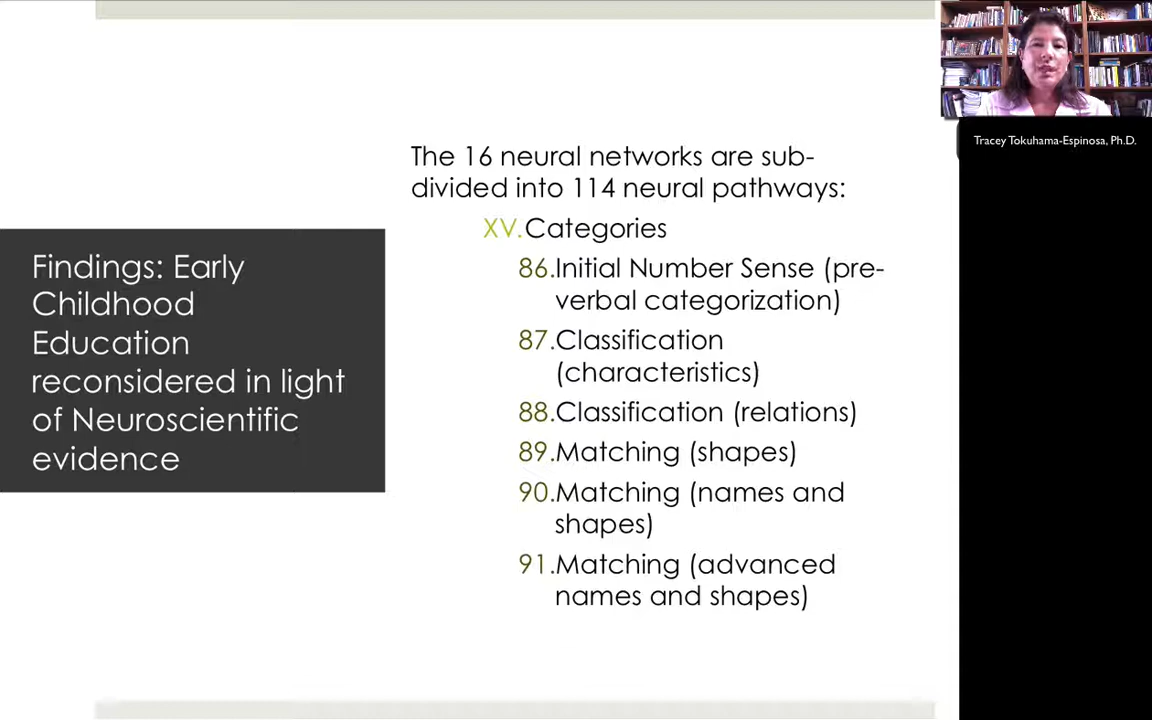 Tracey Tokuhama-Espinosa, Ph.D.
The 16 neural networks are sub-
divided into 114 neural pathways:
XV.Categories
86.Initial Number Sense (pre-
verbal categorization)
87.Classification
(characteristics)
88.Classification (relations)
89.Matching (shapes)
90.Matching (names and
shapes)
91.Matching (advanced
names and shapes)
Findings: Early
Childhood
Education
reconsidered in light
of Neuroscientific
evidence